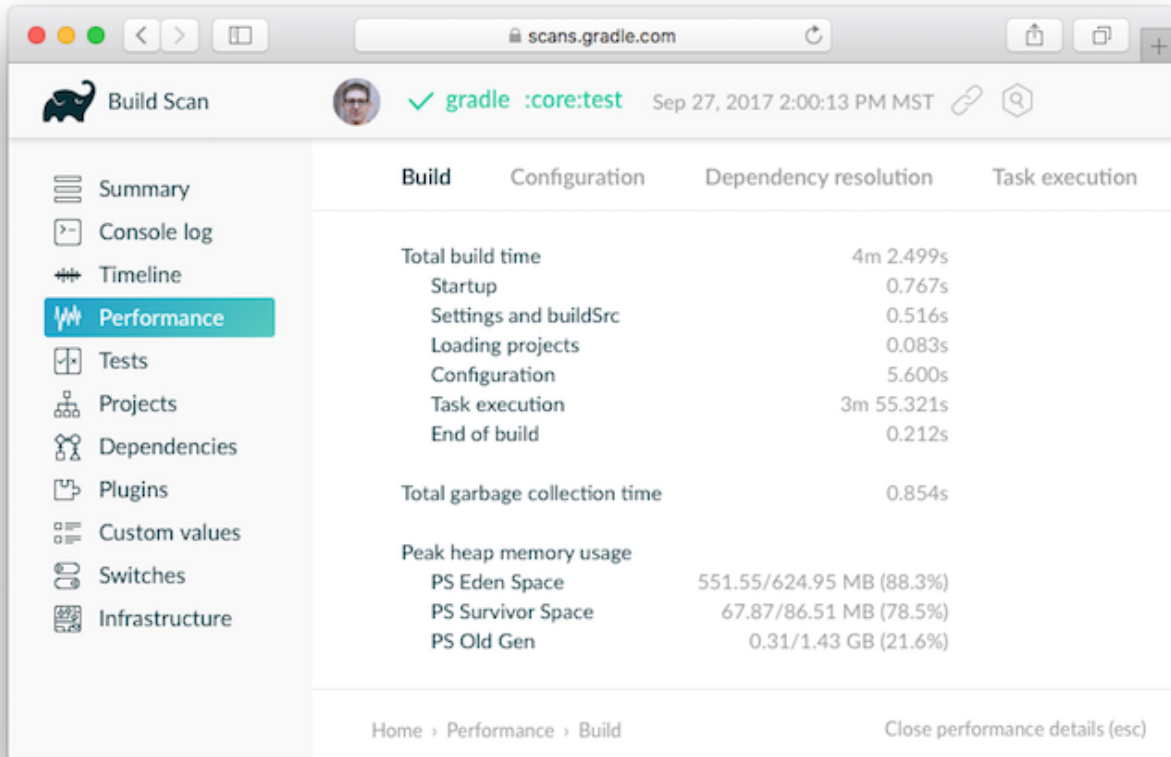 scans.gradle.com
Build Scan
gradle :core:test Sep 27, 2017 2:00:13 PM MST
Summary
Console log
Timeline
Performance
Tests
Projects
Dependencies
Plugins
Custom values
Switches
Infrastructure
Build Configuration Dependency resolution Task execution
Total build time 4m 2.499s
Startup 0.767s
Settings and buildSrc 0.516s
Loading projects 0.083s
Configuration 5.600s
Task execution 3m 55.321s
End of build 0.212s
Total garbage collection time 0.854s
Peak heap memory usage
PS Eden Space 551.55/624.95 MB (88.3%)
PS Survivor Space 67.87/86.51 MB (78.5%)
PS Old Gen 0.31/1.43 GB (21.6%)
Home › Performance › Build Close performance details (esc)